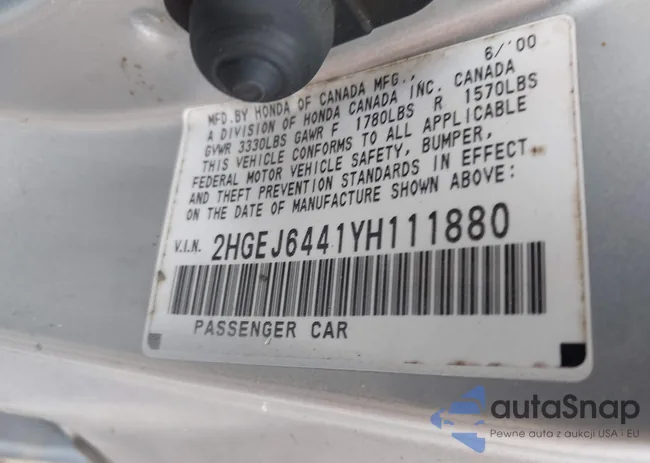 6/'00
MFD. BY HONDA OF CANADA MFG.,
A DIVISION OF HONDA CANADA INC. CANADA
GVWR 3330LBS GAWR F 1780LBS R 1570LBS
THIS VEHICLE CONFORMS TO ALL APPLICABLE
FEDERAL MOTOR VEHICLE SAFETY, BUMPER,
AND THEFT PREVENTION STANDARDS IN EFFECT
ON THE DATE OF MANUFACTURE SHOWN ABOVE:
V.I.N. 2HGEJ6441YH111880
PASSENGER CAR
autaSnap
Pewne auta z aukcji USA i EU